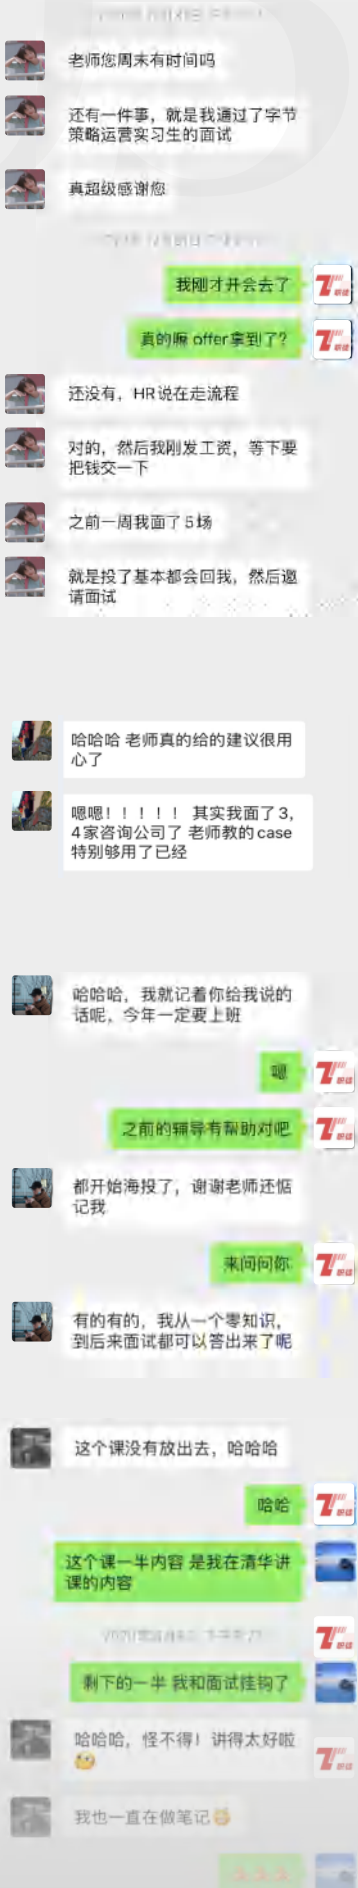 老师您周末有时间吗
还有一件事，就是我通过了字节
策略运营实习生的面试
真超级感谢您
我刚才开会去了
真的嘛 offer拿到了？
还没有，HR说在走流程
对的，然后我刚发工资，等下要
把钱交一下
之前一周我面了5场
就是投了基本都会回我，然后邀
请面试
哈哈哈 老师真的给的建议很用
心了
嗯嗯！！！！！ 其实我面了3，
4家咨询公司了 老师教的case
特别够用了已经
哈哈哈，我就记着你给我说的
话呢，今年一定要上班
嗯
之前的辅导有帮助对吧
都开始海投了，谢谢老师还惦
记我
来问问你
有的有的，我从一个零知识，
到后来面试都可以答出来了呢
这个课没有放出去，哈哈哈
哈哈
这个课一半内容 是我在清华讲
课的内容
剩下的一半 我和面试挂钩了
哈哈哈，怪不得！讲得太好啦
我也一直在做笔记